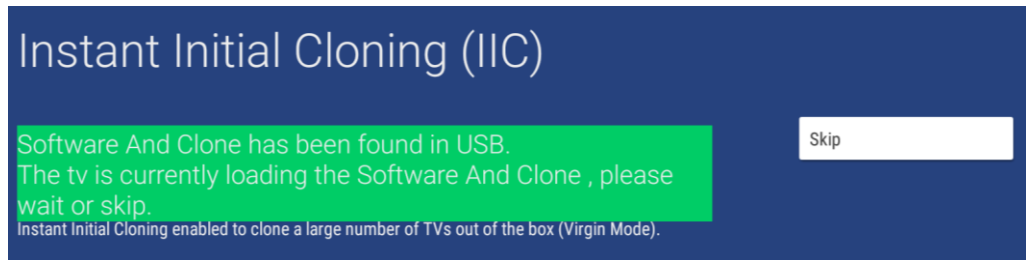 Instant Initial Cloning (IIC)
Software And Clone has been found in USB.
The tv is currently loading the Software And Clone , please
wait or skip.
Skip
Instant Initial Cloning enabled to clone a large number of TVs out of the box (Virgin Mode).